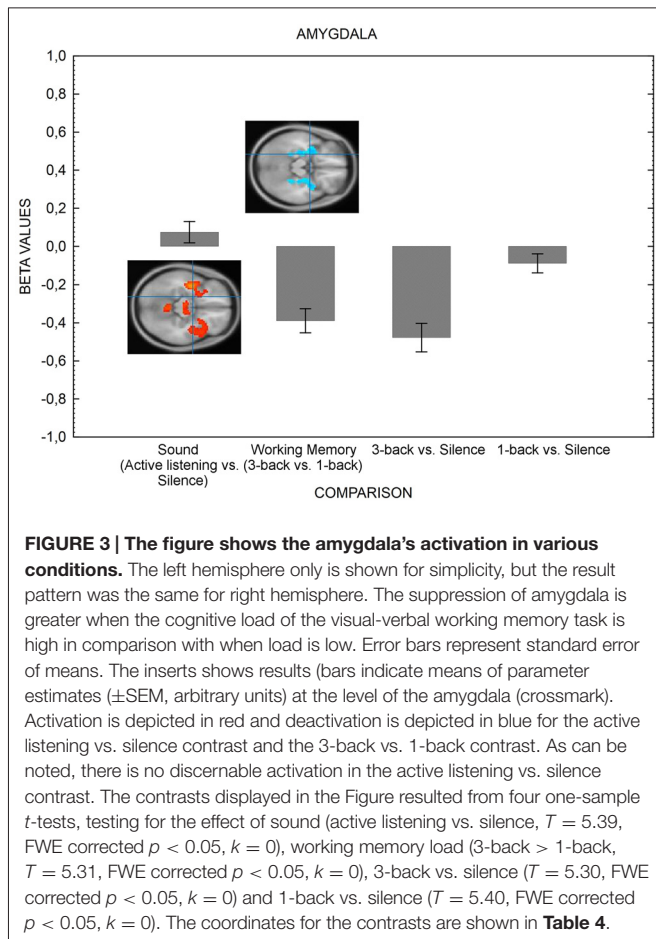 AMYGDALA
1,0
0,8
0,6
0,4
0,2
0,0
-0,2
-0,4
-0,6
-0,8
-1,0
BETA VALUES
Sound
(Active listening vs.
Silence)
Working Memory
(3-back vs. 1-back)
3-back vs. Silence
1-back vs. Silence
COMPARISON
FIGURE 3 | The figure shows the amygdala's activation in various
conditions. The left hemisphere only is shown for simplicity, but the result
pattern was the same for right hemisphere. The suppression of amygdala is
greater when the cognitive load of the visual-verbal working memory task is
high in comparison with when load is low. Error bars represent standard error
of means. The inserts shows results (bars indicate means of parameter
estimates (±SEM, arbitrary units) at the level of the amygdala (crossmark).
Activation is depicted in red and deactivation is depicted in blue for the active
listening vs. silence contrast and the 3-back vs. 1-back contrast. As can be
noted, there is no discernable activation in the active listening vs. silence
contrast. The contrasts displayed in the Figure resulted from four one-sample
t-tests, testing for the effect of sound (active listening vs. silence, T = 5.39,
FWE corrected p < 0.05, k = 0), working memory load (3-back > 1-back,
T = 5.31, FWE corrected p < 0.05, k = 0), 3-back vs. silence (T = 5.30, FWE
corrected p < 0.05, k = 0) and 1-back vs. silence (T = 5.40, FWE corrected
p < 0.05, k = 0). The coordinates for the contrasts are shown in Table 4.